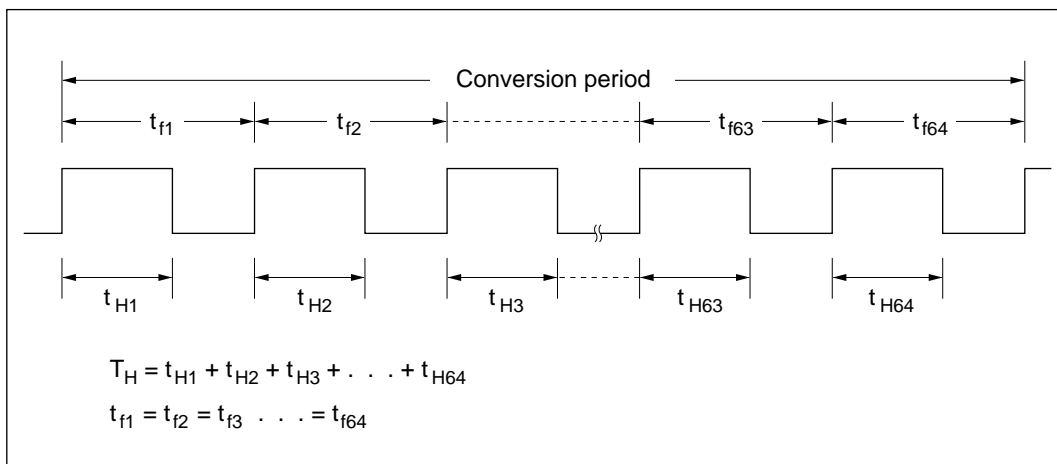 Conversion period
t f1 t f2 t f63 t f64
t H1 t H2 t H3 t H63 t H64
T H = t H1 + t H2 + t H3 + . . . + t H64
t f1 = t f2 = t f3 . . . = t f64